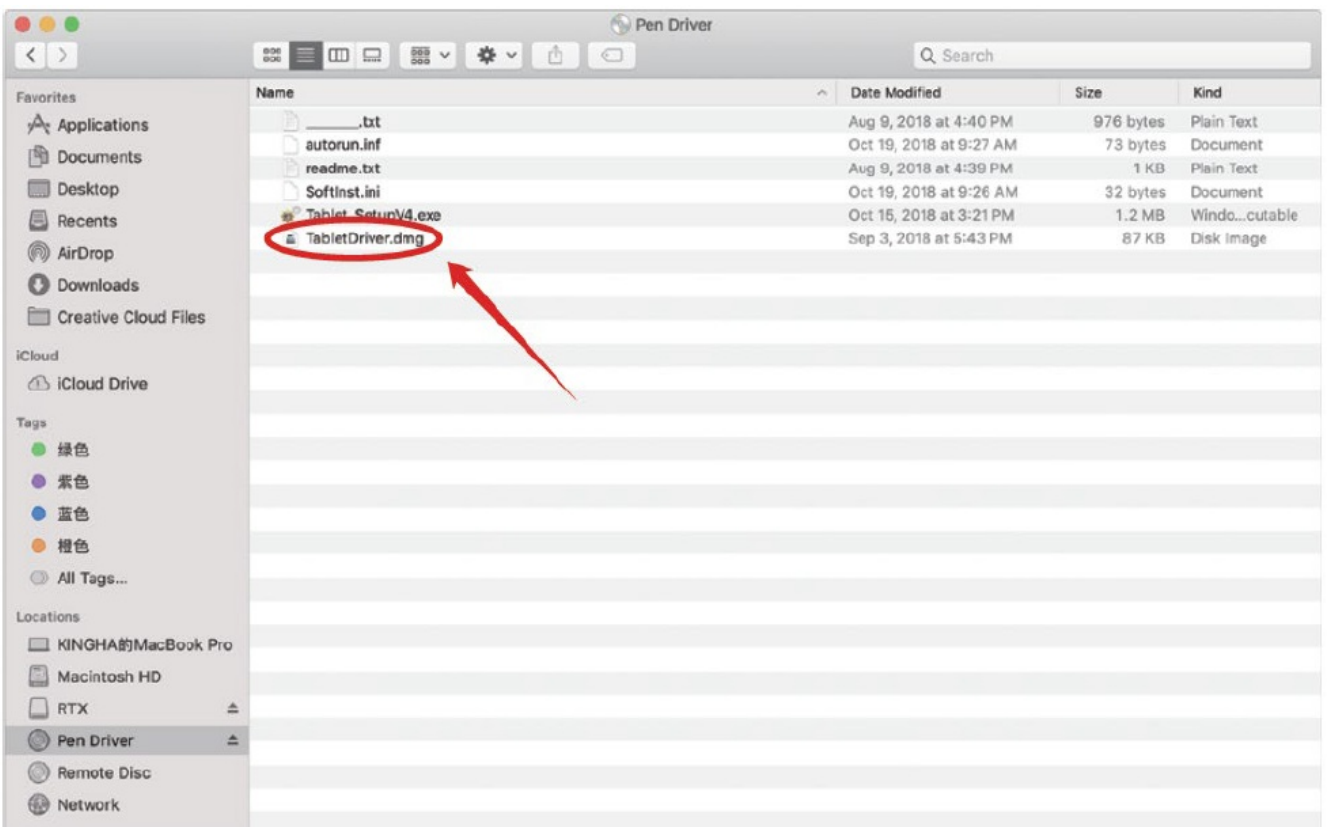 Pen Driver
Search
Favorites
Applications
Documents
Desktop
Recents
AirDrop
Downloads
Creative Cloud Files
iCloud
iCloud Drive
Tags
绿色
紫色
蓝色
橙色
All Tags...
Locations
KINGHA的MacBook Pro
Macintosh HD
RTX
Pen Driver
Remote Disc
Network
Name Date Modified Size Kind
______.txt Aug 9, 2018 at 4:40 PM 976 bytes Plain Text
autorun.inf Oct 19, 2018 at 9:27 AM 73 bytes Document
readme.txt Aug 9, 2018 at 4:39 PM 1 KB Plain Text
SoftInst.ini Oct 19, 2018 at 9:26 AM 32 bytes Document
Tablet_SetupV4.exe Oct 15, 2018 at 3:21 PM 1.2 MB Windo...cutable
TabletDriver.dmg Sep 3, 2018 at 5:43 PM 87 KB Disk Image